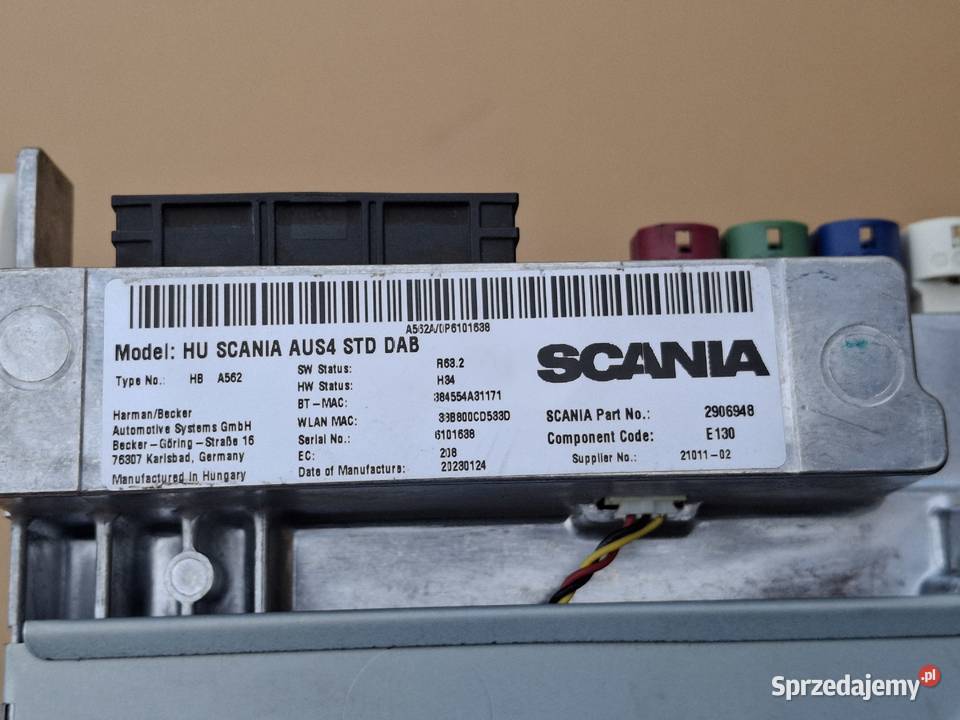 A562A/0P6101638
Model: HU SCANIA AUS4 STD DAB
Type No.: HB A562
Harman/Becker
Automotive Systems GmbH
Becker-Göring-Straße 16
76307 Karlsbad, Germany
Manufactured in Hungary
SW Status: R63.2
HW Status: H34
BT-MAC: 384554A31171
WLAN MAC: 38B800CD533D
Serial No.: 6101638
EC: 208
Date of Manufacture: 20230124
SCANIA
SCANIA Part No.: 2906948
Component Code: E130
Supplier No.: 21011-02
Sprzedajemy.pl